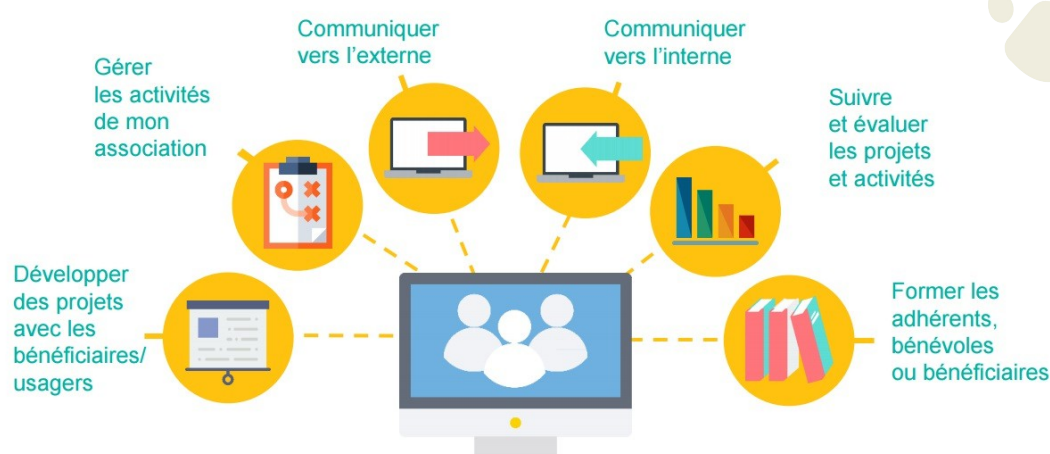 Développer
des projets
avec les
bénéficiaires/
usagers
Gérer
les activités
de mon
association
Communiquer
vers l’externe
Communiquer
vers l’interne
Suivre
et évaluer
les projets
et activités
Former les
adhérents,
bénévoles
ou bénéficiaires